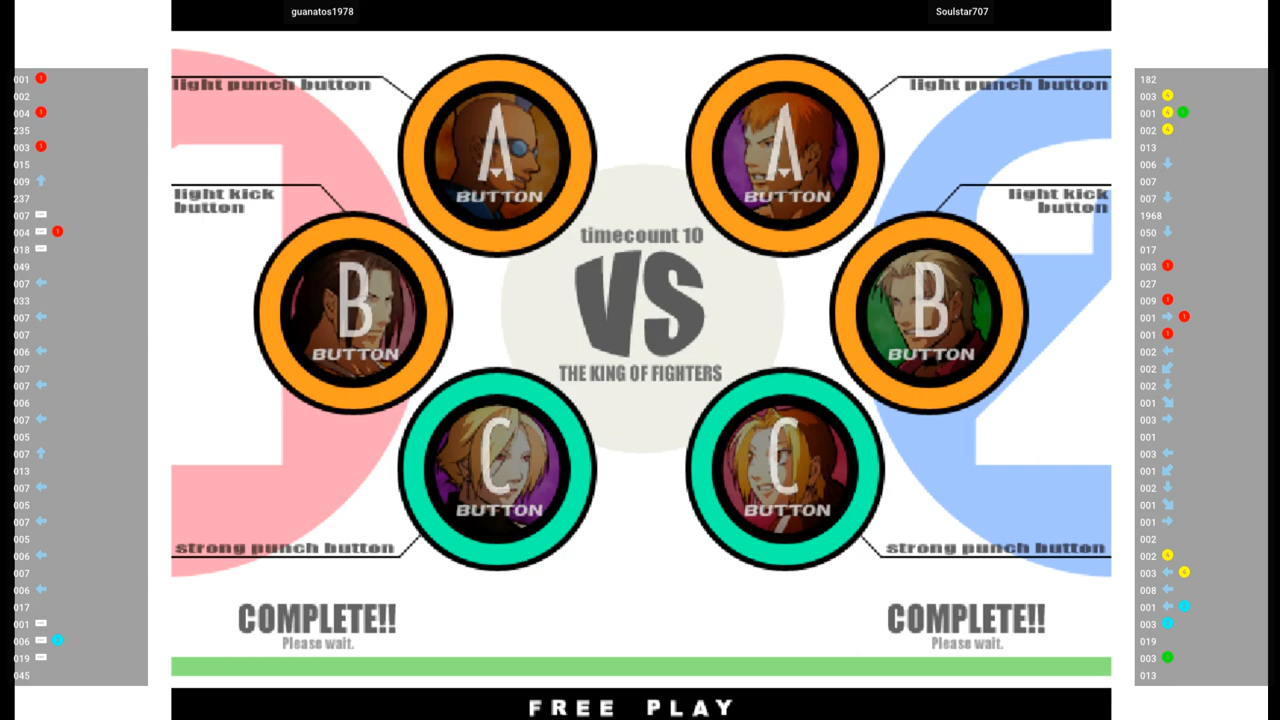 guanatos1978
Soulstar707
light punch button
light punch button
A
BUTTON
A
BUTTON
light kick
button
light kick
button
B
BUTTON
B
BUTTON
timecount 10
VS
THE KING OF FIGHTERS
C
BUTTON
C
BUTTON
strong punch button
strong punch button
COMPLETE!!
Please wait.
COMPLETE!!
Please wait.
FREE PLAY
001
002
004
235
003
015
009
237
007
004
018
049
007
033
007
007
006
007
007
006
007
005
007
013
007
005
007
005
006
007
006
017
001
006
019
045
182
003
001
002
013
006
007
007
1968
050
017
003
027
009
001
001
002
002
002
001
003
001
003
001
002
001
001
002
002
003
008
001
003
019
003
013